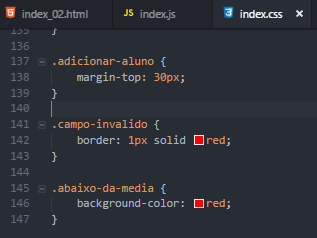 index_02.html JS index.js index.css ×
135 }
136
137 .adicionar-aluno {
138 margin-top: 30px;
139 }
140
141 .campo-invalido {
142 border: 1px solid red;
143 }
144
145 .abaixo-da-media {
146 background-color: red;
147 }